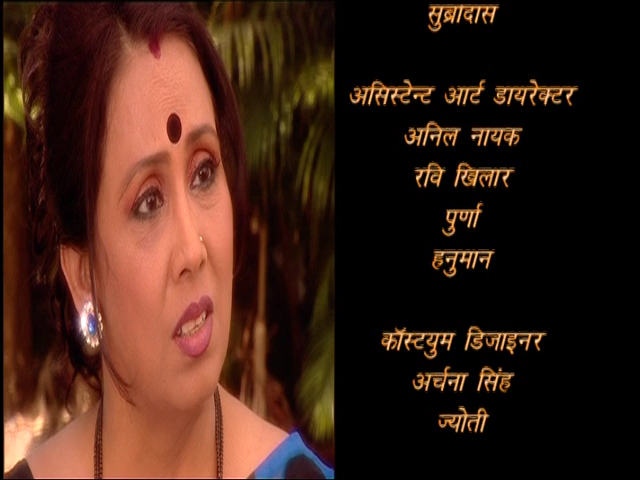 सुब्रोदास
असिस्टेन्ट आर्ट डायरेक्टर
अनिल नायक
रवि खिलार
पुर्णा
हनुमान
कॉस्टयुम डिजाइनर
अर्चना सिंह
ज्योती